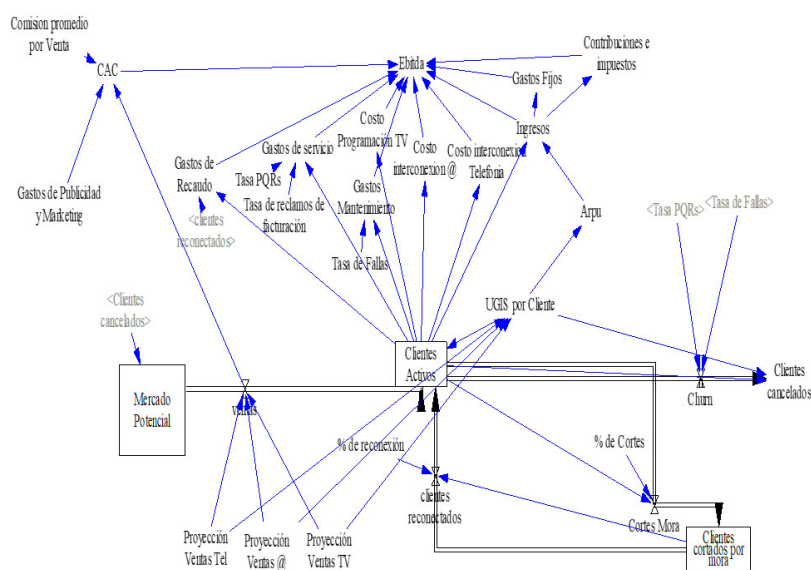 Comision promedio
por Venta
CAC
Ebitda
Contribuciones e
impuestos
Gastos Fijos
Costo
Programación TV
Ingresos
Gastos de servicio
Costo
interconexion @
Costo interconexion
Telefonia
Gastos de
Recaudo
Tasa PQRs
Gastos
Mantenimiento
Tasa de reclamos de
facturación
Gastos de Publicidad
y Marketing
<clientes
reconectados>
<Tasa PQRs>
<Tasa de Fallas>
Arpu
Tasa de Fallas
<Clientes
cancelados>
UGIS por Cliente
Clientes
Activos
Mercado
Potencial
ventas
Churn
Clientes
cancelados
% de reconexión
% de Cortes
clientes
reconectados
Cortes Mora
Proyección
Ventas Tel
Proyección
Ventas @
Proyección
Ventas TV
Clientes
cortados por
mora